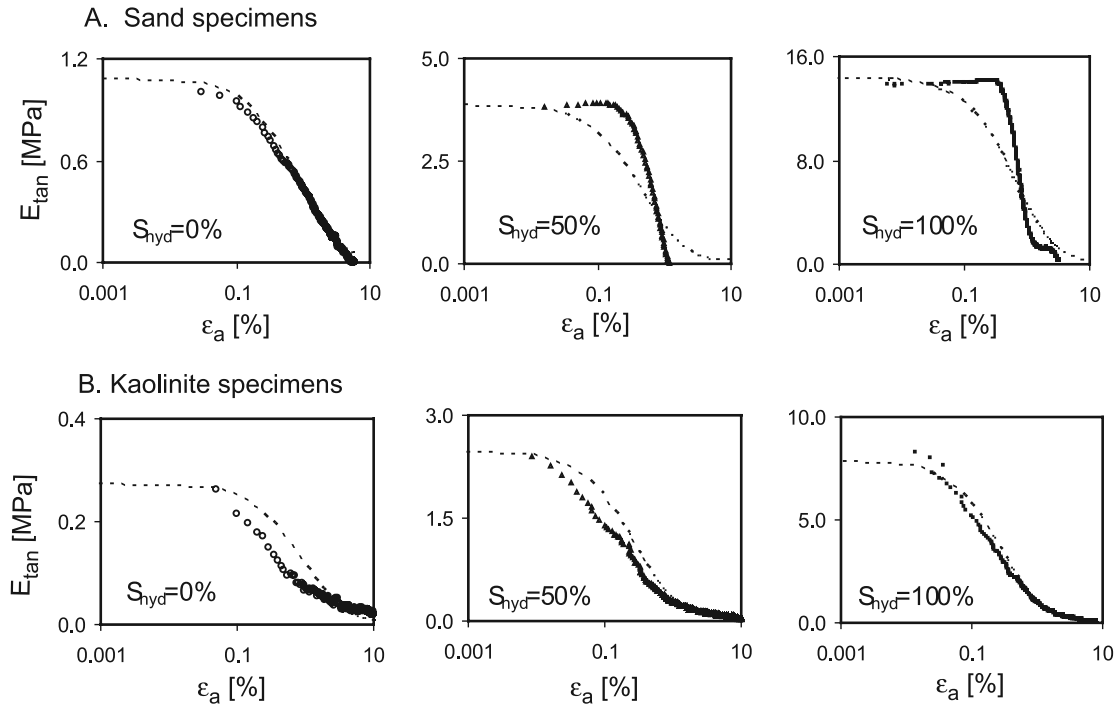 A. Sand specimens
E_tan [MPa]
1.2
0.6
0.0
S_hyd=0%
0.001
0.1
10
ε_a [%]
5.0
2.5
0.0
S_hyd=50%
0.001
0.1
10
ε_a [%]
16.0
8.0
0.0
S_hyd=100%
0.001
0.1
10
ε_a [%]
B. Kaolinite specimens
E_tan [MPa]
0.4
0.2
0.0
S_hyd=0%
0.001
0.1
10
ε_a [%]
3.0
1.5
0.0
S_hyd=50%
0.001
0.1
10
ε_a [%]
10.0
5.0
0.0
S_hyd=100%
0.001
0.1
10
ε_a [%]